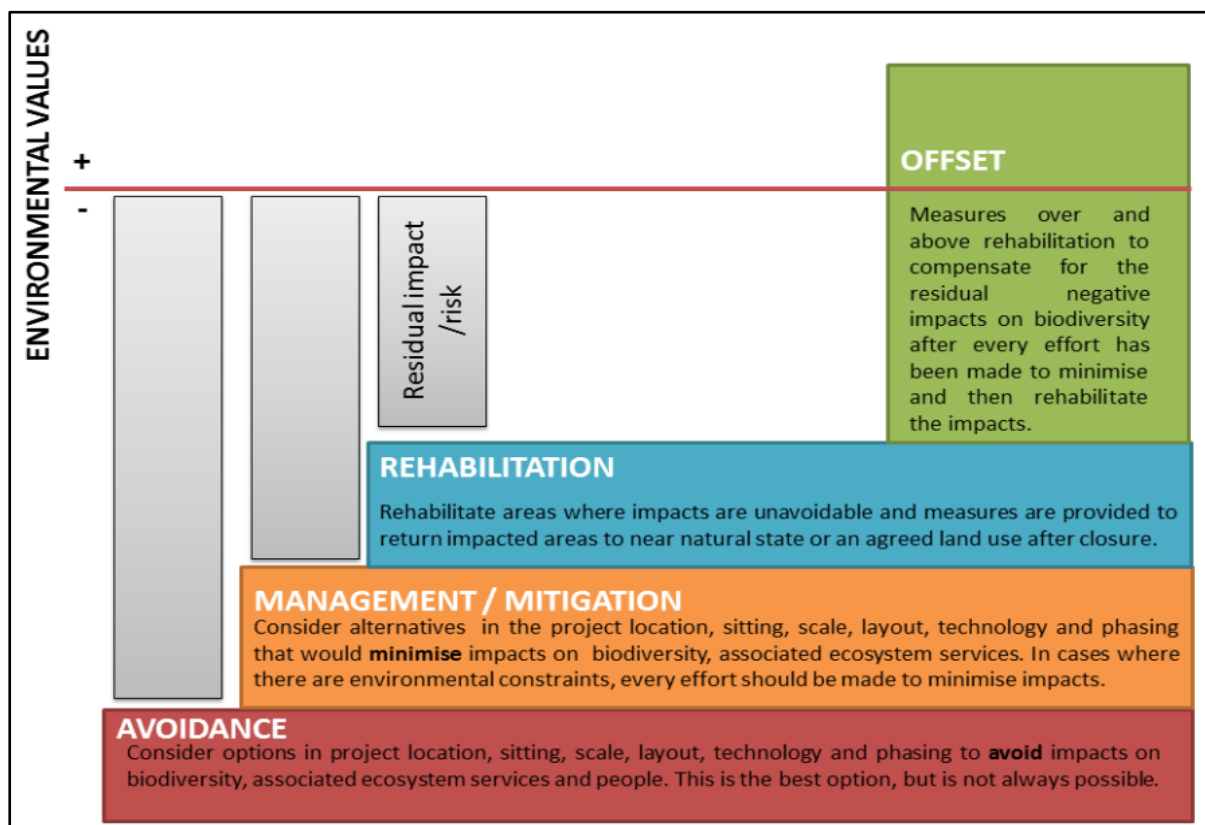 ENVIRONMENTAL VALUES
+
-
Residual impact
/risk
OFFSET
Measures over and
above rehabilitation to
compensate for the
residual negative
impacts on biodiversity
after every effort has
been made to minimise
and then rehabilitate
the impacts.
REHABILITATION
Rehabilitate areas where impacts are unavoidable and measures are provided to
return impacted areas to near natural state or an agreed land use after closure.
MANAGEMENT / MITIGATION
Consider alternatives in the project location, sitting, scale, layout, technology and phasing
that would minimise impacts on biodiversity, associated ecosystem services. In cases where
there are environmental constraints, every effort should be made to minimise impacts.
AVOIDANCE
Consider options in project location, sitting, scale, layout, technology and phasing to avoid impacts on
biodiversity, associated ecosystem services and people. This is the best option, but is not always possible.